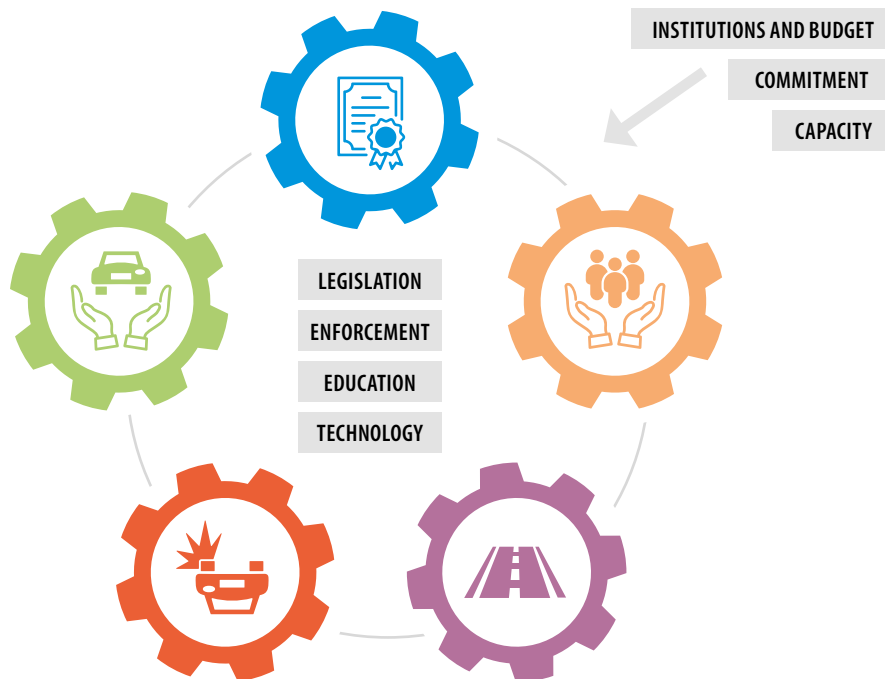 INSTITUTIONS AND BUDGET
COMMITMENT
CAPACITY
LEGISLATION
ENFORCEMENT
EDUCATION
TECHNOLOGY